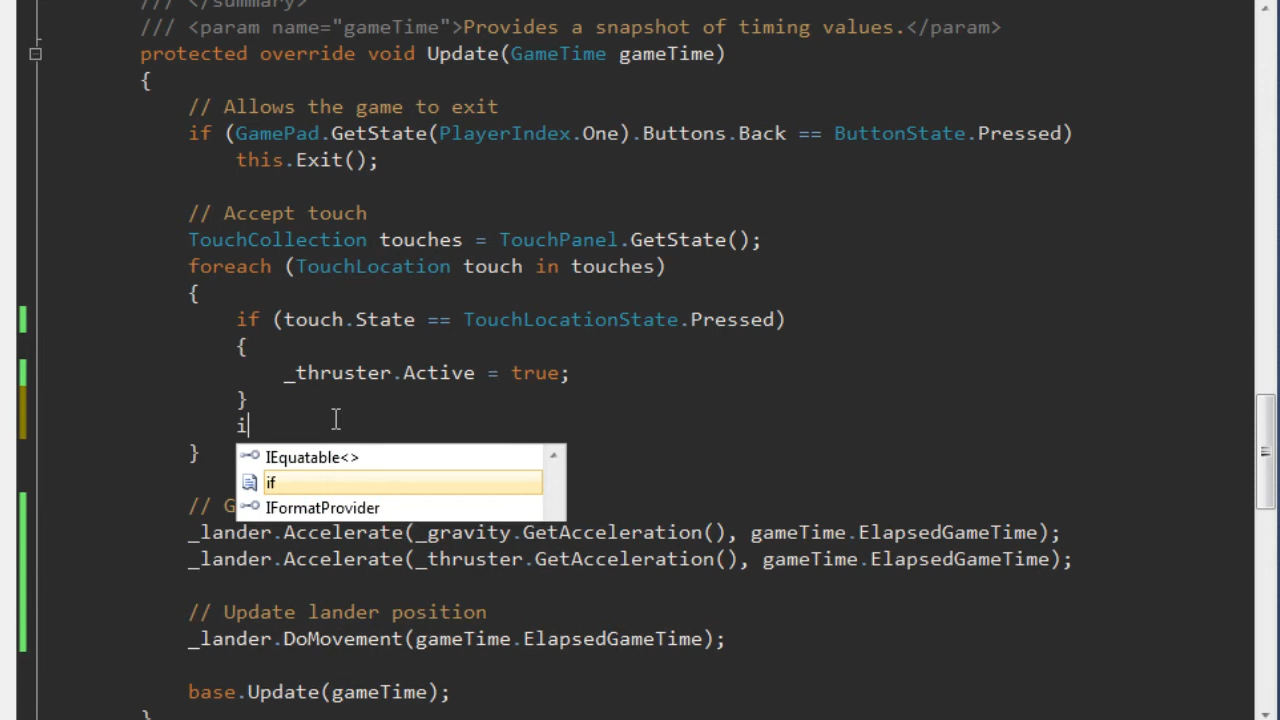 /// </summary>
/// <param name="gameTime">Provides a snapshot of timing values.</param>
protected override void Update(GameTime gameTime)
{
// Allows the game to exit
if (GamePad.GetState(PlayerIndex.One).Buttons.Back == ButtonState.Pressed)
this.Exit();
// Accept touch
TouchCollection touches = TouchPanel.GetState();
foreach (TouchLocation touch in touches)
{
if (touch.State == TouchLocationState.Pressed)
{
_thruster.Active = true;
}
i
}
IEquatable<>
if
IFormatProvider
// G
_lander.Accelerate(_gravity.GetAcceleration(), gameTime.ElapsedGameTime);
_lander.Accelerate(_thruster.GetAcceleration(), gameTime.ElapsedGameTime);
// Update lander position
_lander.DoMovement(gameTime.ElapsedGameTime);
base.Update(gameTime);
}